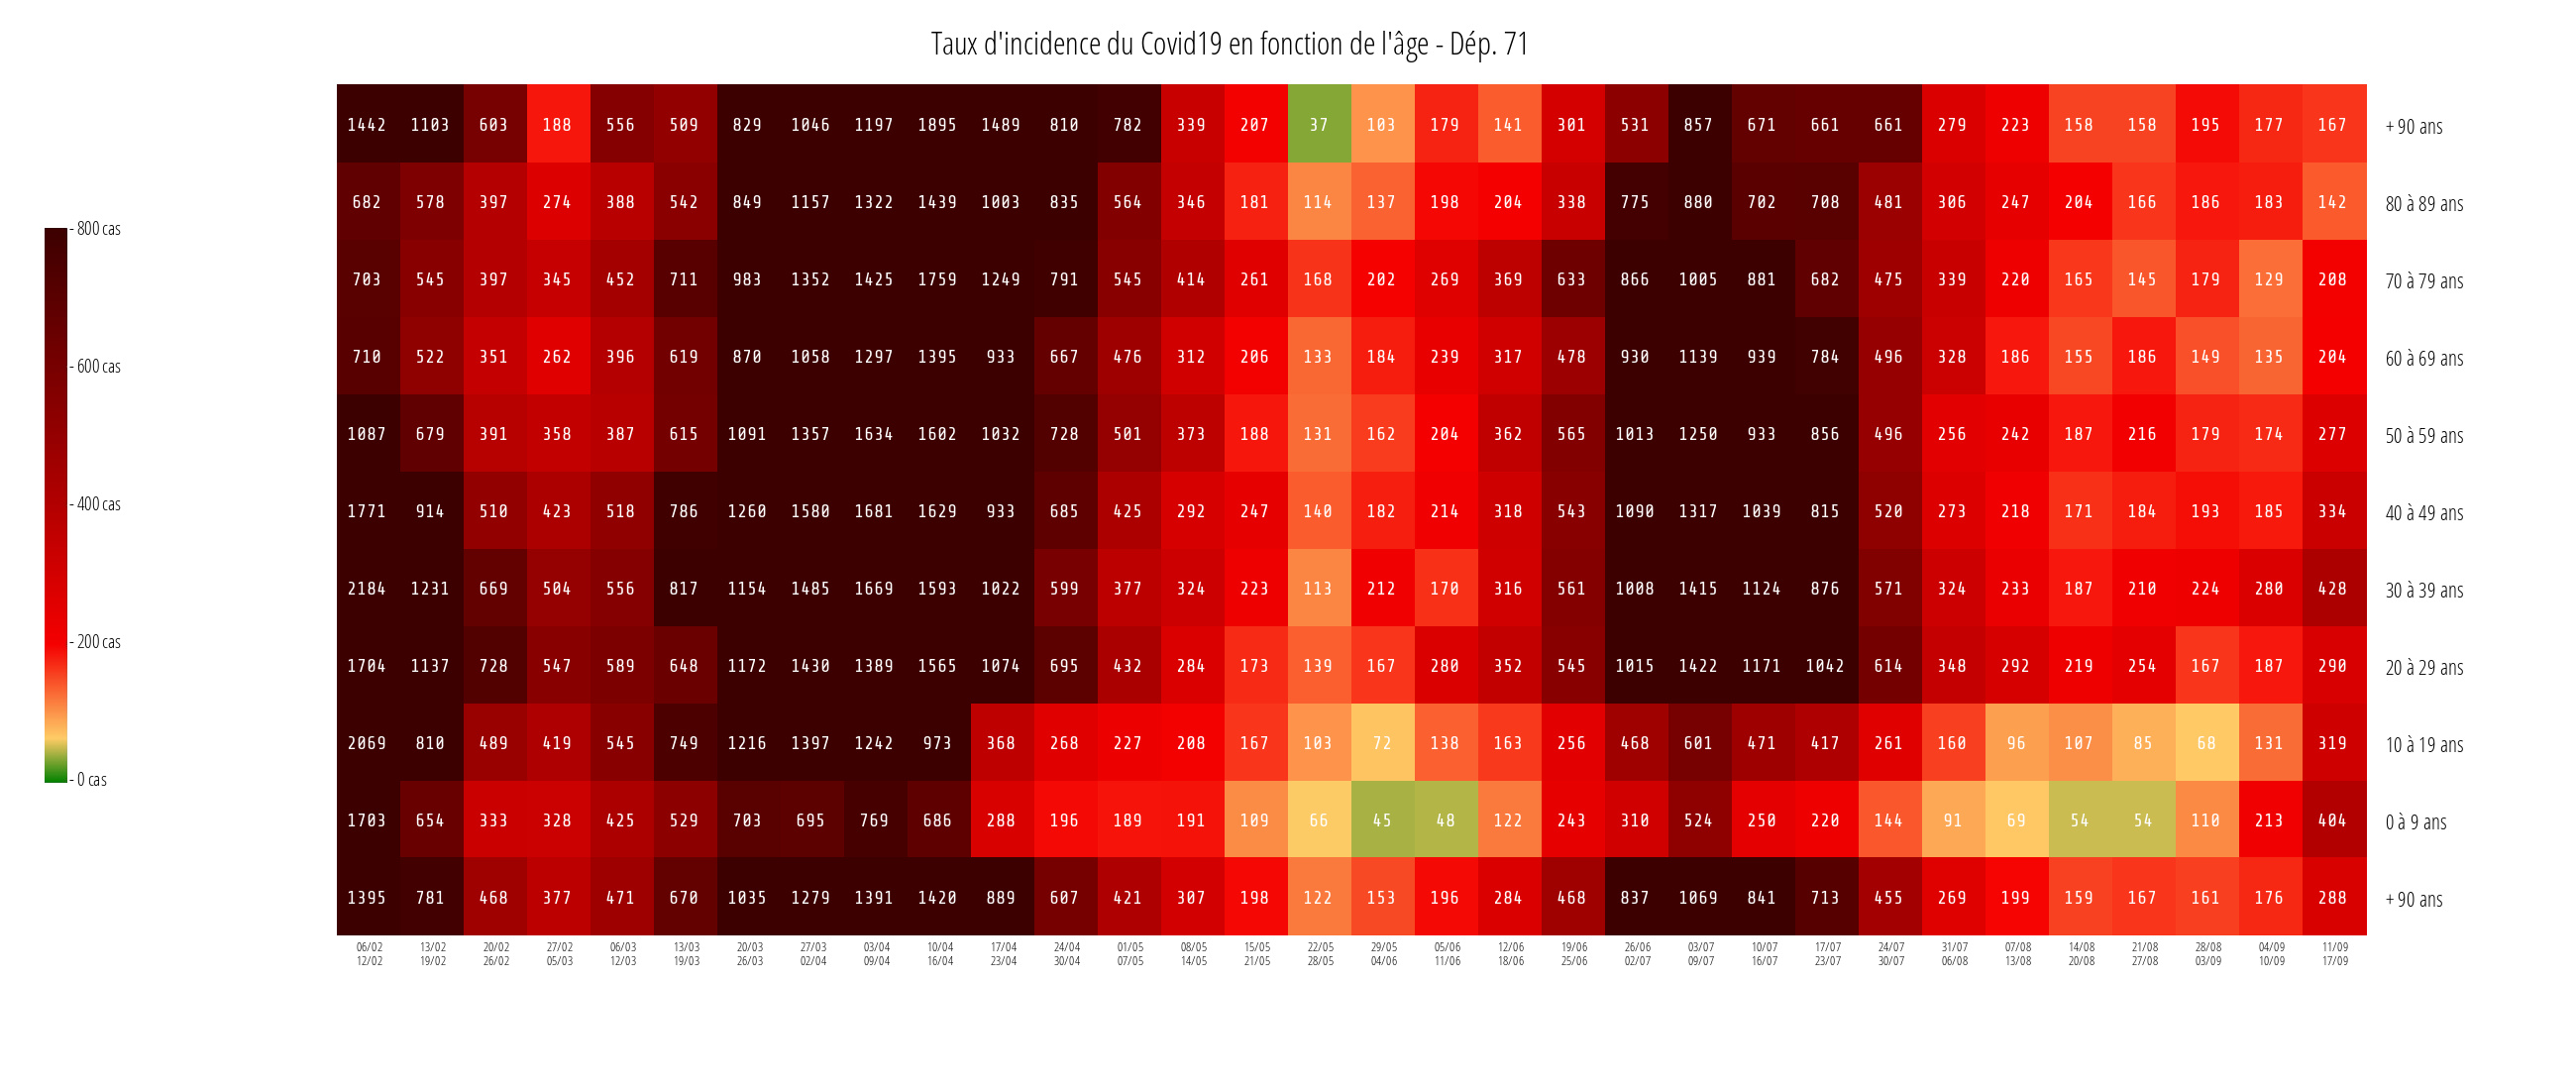 Taux d'incidence du Covid19 en fonction de l'âge - Dép. 71
1442 1103 603 188 556 509 829 1046 1197 1895 1489 810 782 339 207 37 103 179 141 301 531 857 671 661 661 279 223 158 158 195 177 167 + 90 ans
682 578 397 274 388 542 849 1157 1322 1439 1003 835 564 346 181 114 137 198 204 338 775 880 702 708 481 306 247 204 166 186 183 142 80 à 89 ans
- 800 cas
703 545 397 345 452 711 983 1352 1425 1759 1249 791 545 414 261 168 202 269 369 633 866 1005 881 682 475 339 220 165 145 179 129 208 70 à 79 ans
710 522 351 262 396 619 870 1058 1297 1395 933 667 476 312 206 133 184 239 317 478 930 1139 939 784 496 328 186 155 186 149 135 204 60 à 69 ans
- 600 cas
1087 679 391 358 387 615 1091 1357 1634 1602 1032 728 501 373 188 131 162 204 362 565 1013 1250 933 856 496 256 242 187 216 179 174 277 50 à 59 ans
- 400 cas
1771 914 510 423 518 786 1260 1580 1681 1629 933 685 425 292 247 140 182 214 318 543 1090 1317 1039 815 520 273 218 171 184 193 185 334 40 à 49 ans
2184 1231 669 504 556 817 1154 1485 1669 1593 1022 599 377 324 223 113 212 170 316 561 1008 1415 1124 876 571 324 233 187 210 224 280 428 30 à 39 ans
- 200 cas
1704 1137 728 547 589 648 1172 1430 1389 1565 1074 695 432 284 173 139 167 280 352 545 1015 1422 1171 1042 614 348 292 219 254 167 187 290 20 à 29 ans
2069 810 489 419 545 749 1216 1397 1242 973 368 268 227 208 167 103 72 138 163 256 468 601 471 417 261 160 96 107 85 68 131 319 10 à 19 ans
- 0 cas
1703 654 333 328 425 529 703 695 769 686 288 196 189 191 109 66 45 48 122 243 310 524 250 220 144 91 69 54 54 110 213 404 0 à 9 ans
1395 781 468 377 471 670 1035 1279 1391 1420 889 607 421 307 198 122 153 196 284 468 837 1069 841 713 455 269 199 159 167 161 176 288 + 90 ans
06/02 13/02 20/02 27/02 06/03 13/03 20/03 27/03 03/04 10/04 17/04 24/04 01/05 08/05 15/05 22/05 29/05 05/06 12/06 19/06 26/06 03/07 10/07 17/07 24/07 31/07 07/08 14/08 21/08 28/08 04/09 11/09
12/02 19/02 26/02 05/03 12/03 19/03 26/03 02/04 09/04 16/04 23/04 30/04 07/05 14/05 21/05 28/05 04/06 11/06 18/06 25/06 02/07 09/07 16/07 23/07 30/07 06/08 13/08 20/08 27/08 03/09 10/09 17/09